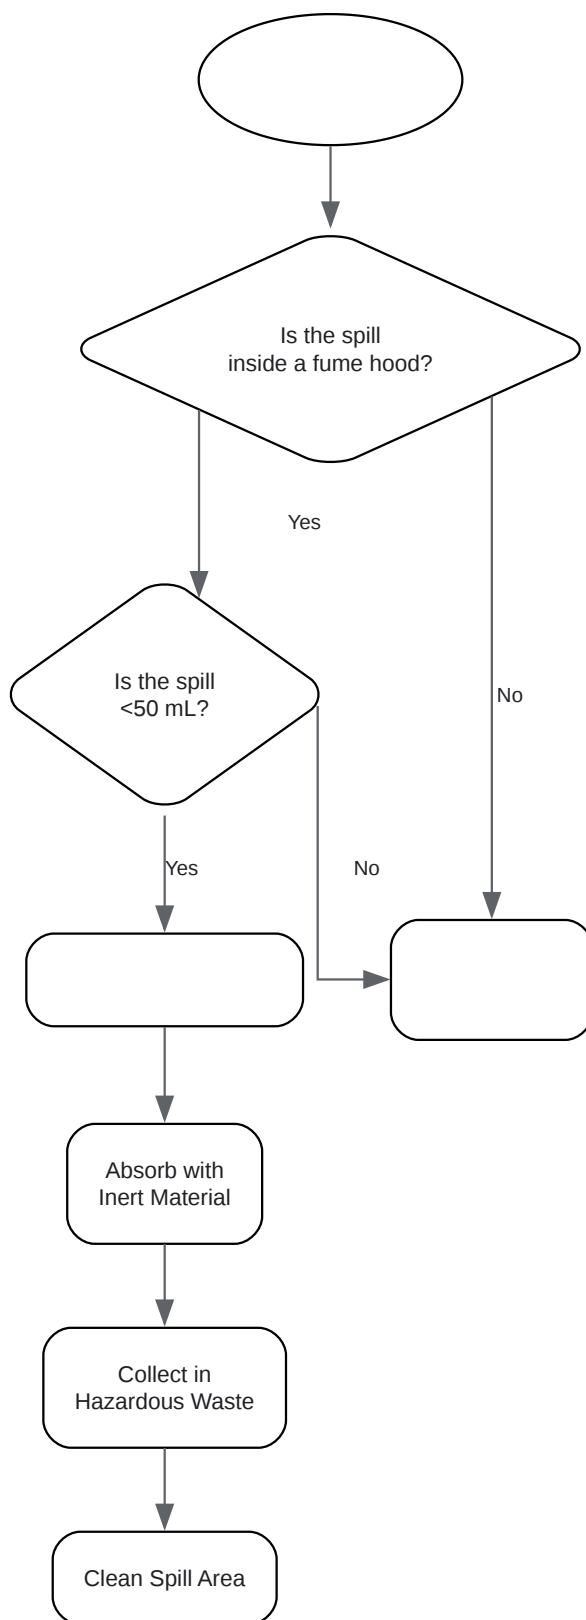 Is the spill
inside a fume hood?
Yes
Is the spill
<50 mL?
No
Yes
No
Absorb with
Inert Material
Collect in
Hazardous Waste
Clean Spill Area